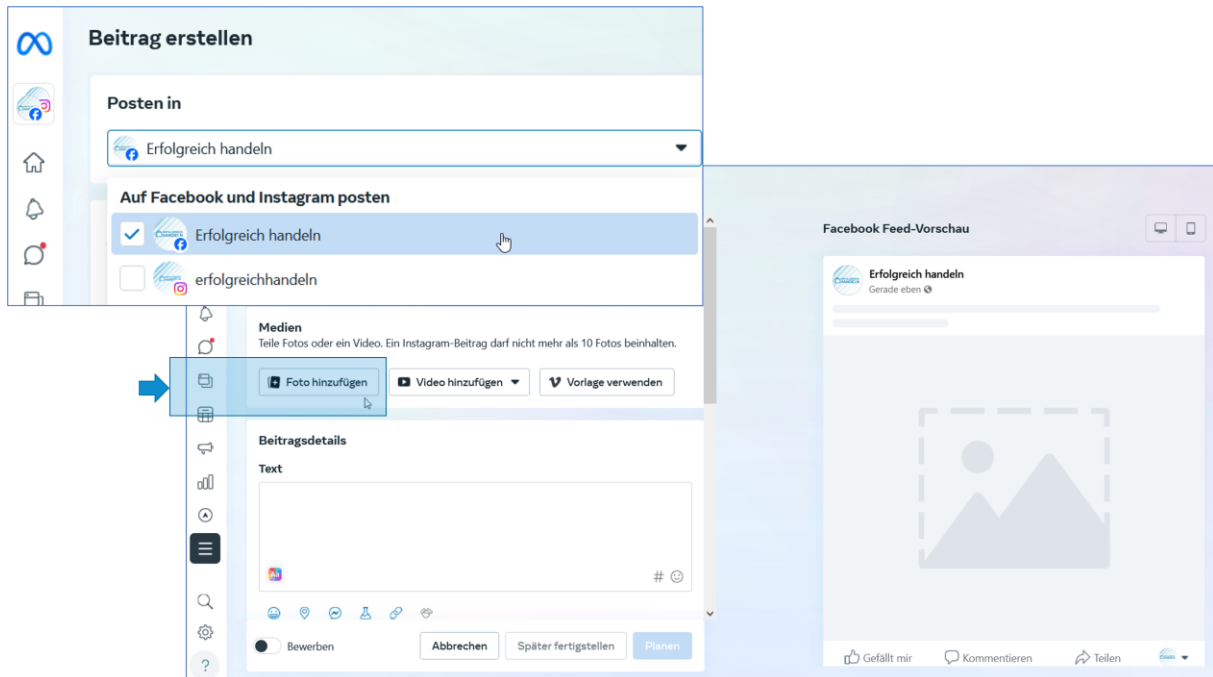 Beitrag erstellen
Posten in
Erfolgreich handeln
Auf Facebook und Instagram posten
Erfolgreich handeln
erfolgreichhandeln
Medien
Teile Fotos oder ein Video. Ein Instagram-Beitrag darf nicht mehr als 10 Fotos beinhalten.
Foto hinzufügen
Video hinzufügen
Vorlage verwenden
Beitragsdetails
Text
Aa
#
Bewerben
Abbrechen
Später fertigstellen
Planen
?
Facebook Feed-Vorschau
Erfolgreich handeln
Gerade eben
Gefällt mir
Kommentieren
Teilen